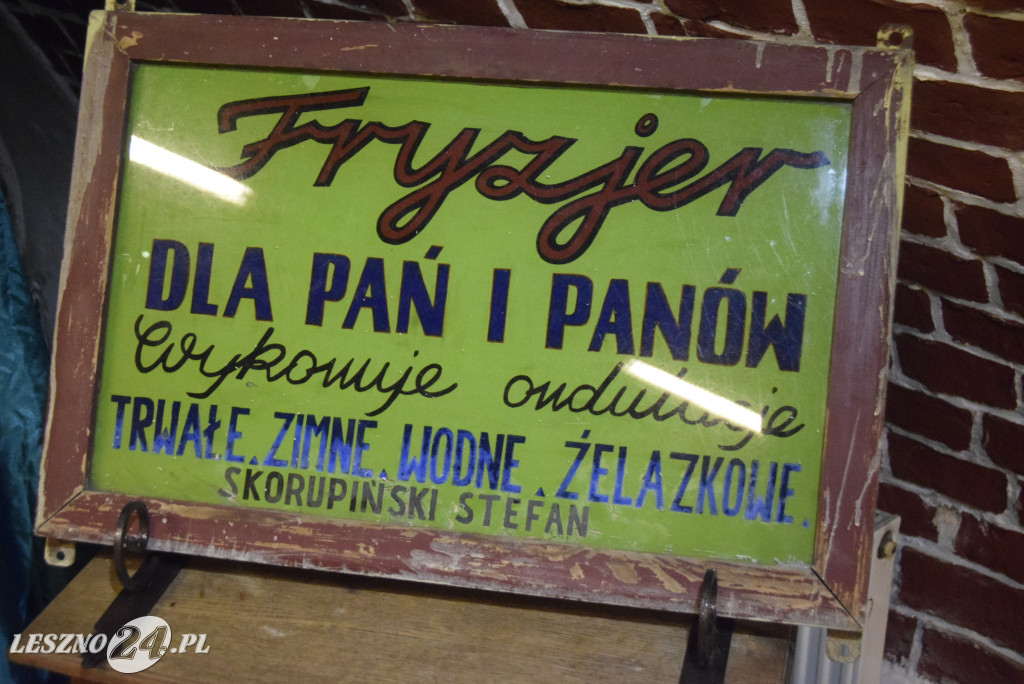 Fryzjer
DLA PAŃ I PANÓW
Wykonuje ondulacje
TRWAŁE. ZIMNE. WODNE. ŻELAZKOWE.
SKORUPIŃSKI STEFAN
LESZNO24.PL